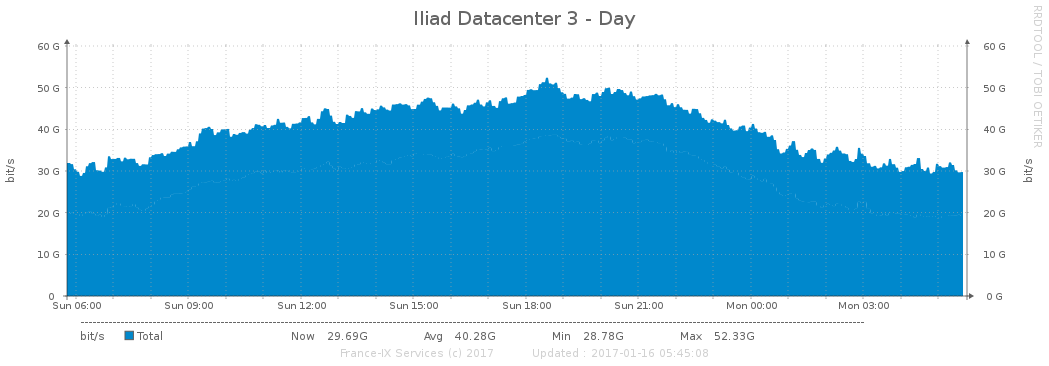 Iliad Datacenter 3 - Day
RRDTOOL / TOBI OETIKER
60 G 60 G
50 G 50 G
40 G 40 G
30 G 30 G
20 G 20 G
10 G 10 G
0 0 G
bit/s bit/s
Sun 06:00 Sun 09:00 Sun 12:00 Sun 15:00 Sun 18:00 Sun 21:00 Mon 00:00 Mon 03:00
bit/s Total Now 29.69G Avg 40.28G Min 28.78G Max 52.33G
France-IX Services (c) 2017 Updated : 2017-01-16 05:45:08